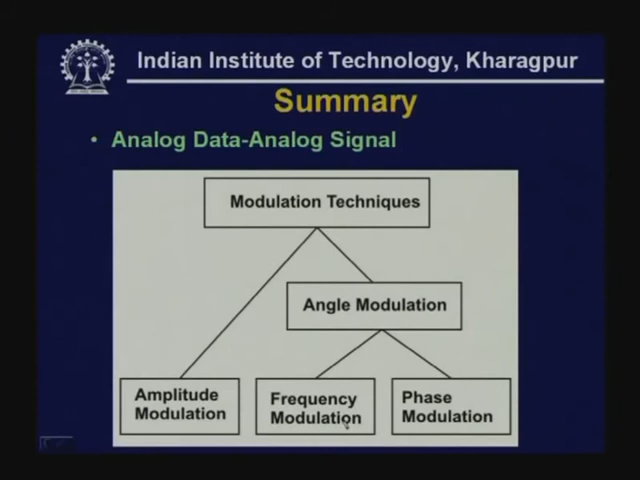 Indian Institute of Technology, Kharagpur
Summary
• Analog Data-Analog Signal
Modulation Techniques
Angle Modulation
Amplitude
Modulation
Frequency
Modulation
Phase
Modulation